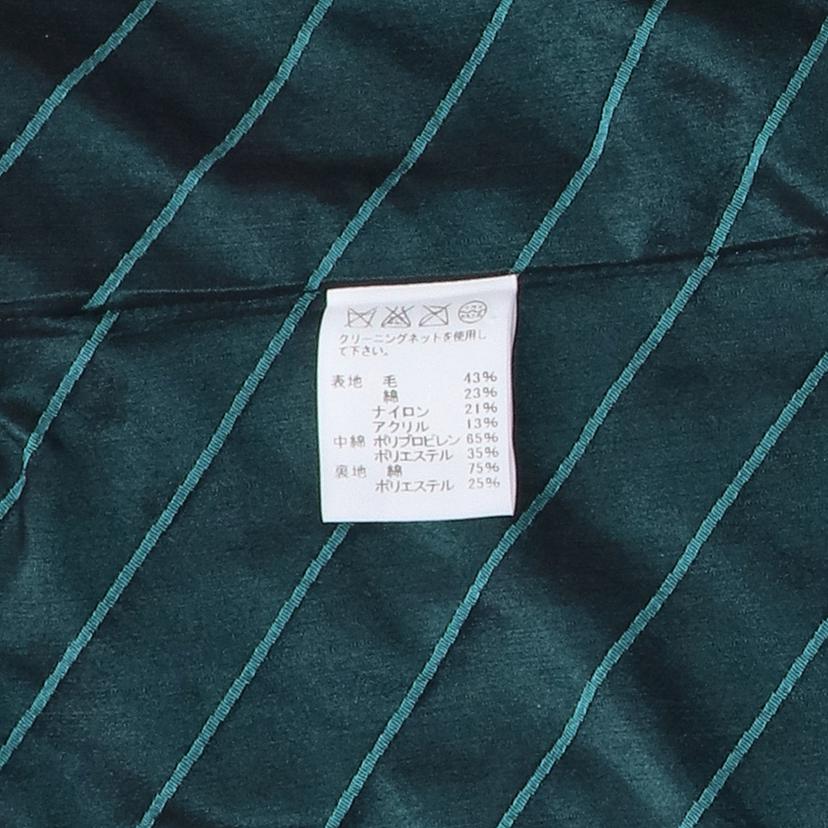 クリーニングネットを使用し
て下さい。
表地 毛 43%
綿 23%
ナイロン 21%
アクリル 13%
中綿 ポリプロピレン 65%
ポリエステル 35%
裏地 綿 75%
ポリエステル 25%